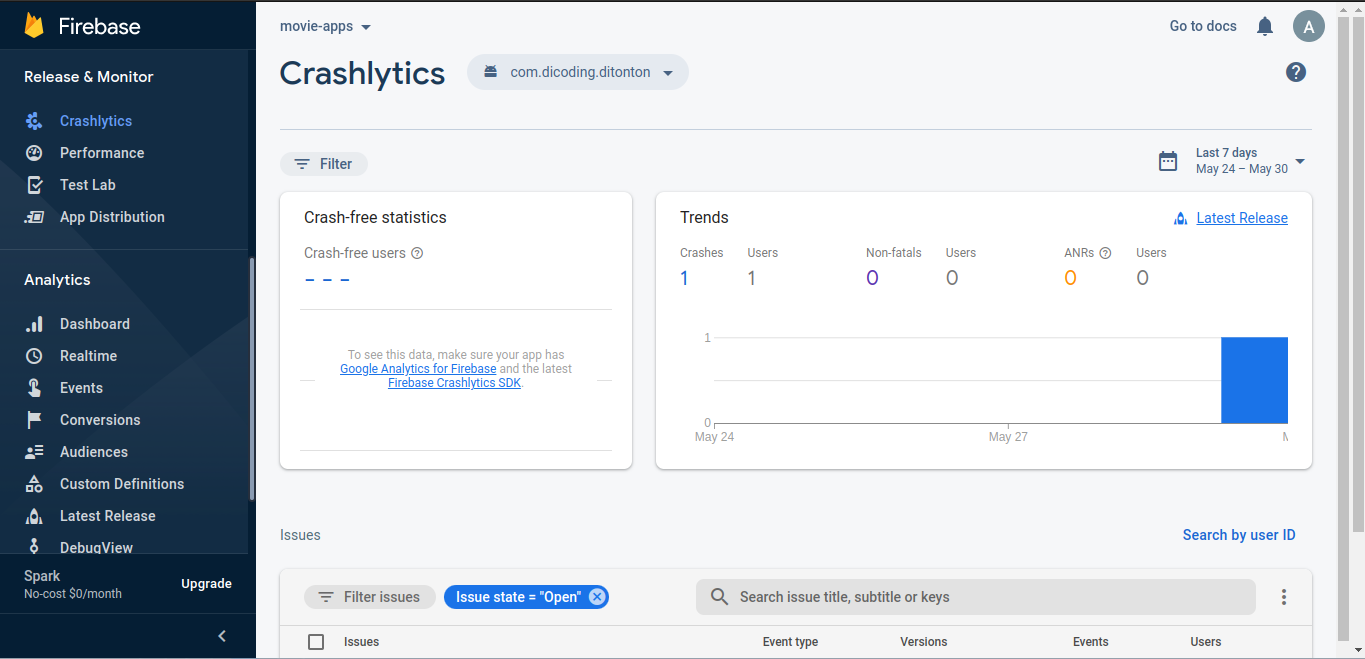 Firebase
Release & Monitor
Crashlytics
Performance
Test Lab
App Distribution
Analytics
Dashboard
Realtime
Events
Conversions
Audiences
Custom Definitions
Latest Release
DebugView
Spark
No-cost $0/month
Upgrade
movie-apps
Go to docs
A
Crashlytics
com.dicoding.ditonton
?
Filter
Last 7 days
May 24 – May 30
Crash-free statistics
Crash-free users ?
– – –
To see this data, make sure your app has
Google Analytics for Firebase and the latest
Firebase Crashlytics SDK.
Trends
Latest Release
Crashes Users Non-fatals Users ANRs ? Users
1 1 0 0 0 0
1
0
May 24 May 27
Issues
Search by user ID
Filter issues
Issue state = "Open"
Search issue title, subtitle or keys
Issues Event type Versions Events Users